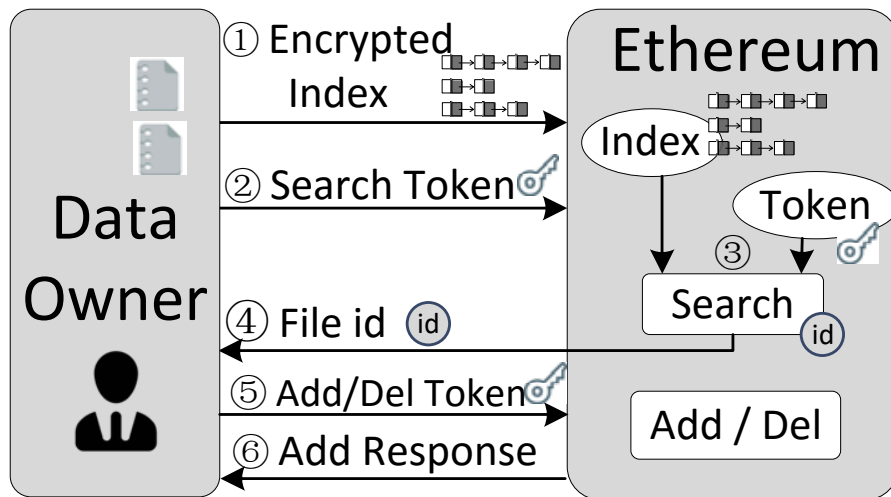 ① Encrypted
Index
② Search Token
Data
Owner
④ File id id
⑤ Add/Del Token
⑥ Add Response
Ethereum
Index
Token
③
Search
id
Add / Del